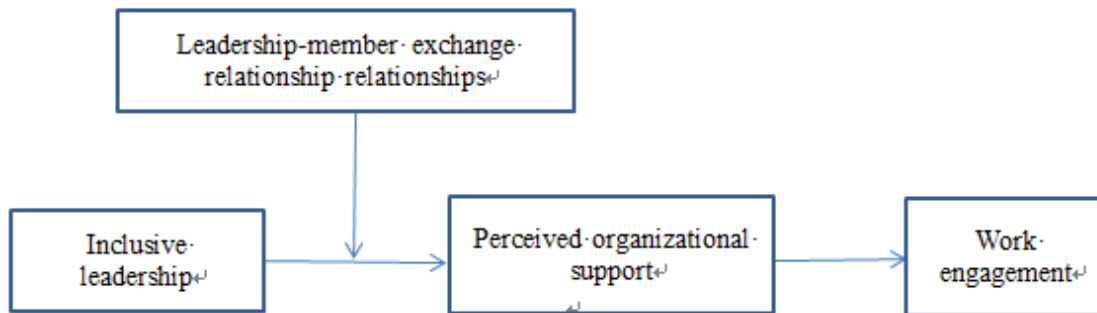 Leadership-member· exchange·
relationship·relationships↵
Inclusive·
leadership↵
Perceived·organizational·
support↵
↵
Work·
engagement↵